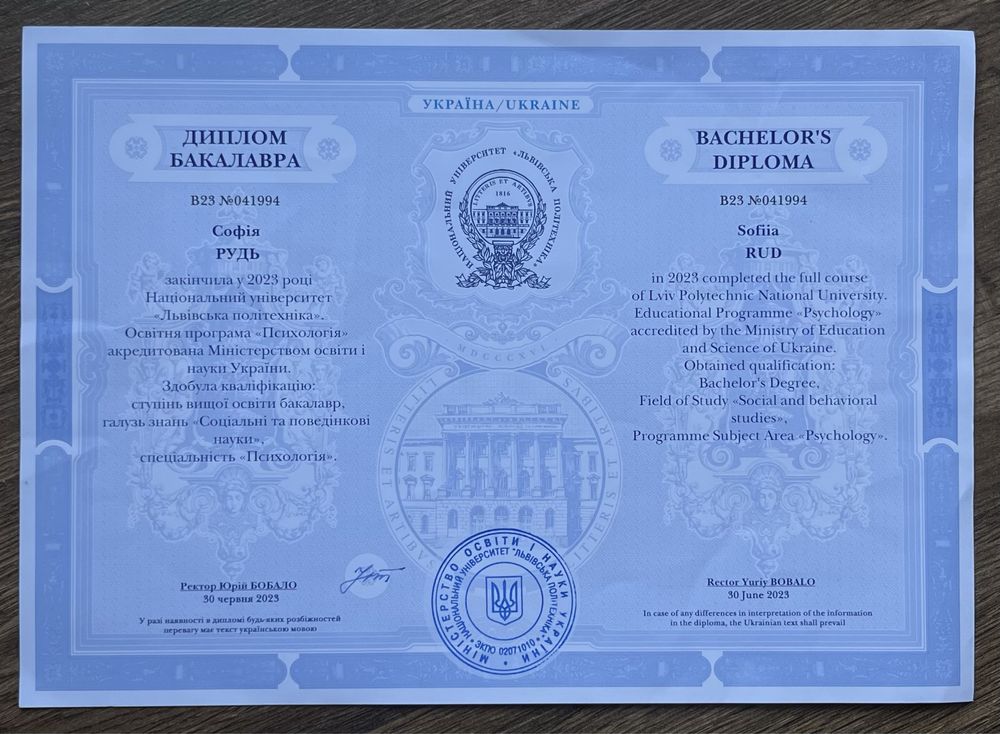 УКРАЇНА/UKRAINE
ДИПЛОМ
БАКАЛАВРА
В23 №041994
Софія
РУДЬ
закінчила у 2023 році
Національний університет
«Львівська політехніка».
Освітня програма «Психологія»
акредитована Міністерством освіти і
науки України.
Здобула кваліфікацію:
ступінь вищої освіти бакалавр,
галузь знань «Соціальні та поведінкові
науки»,
спеціальність «Психологія».
Ректор Юрій БОБАЛО
30 червня 2023
У разі наявності в дипломі будь-яких розбіжностей
перевагу має текст українською мовою
НАЦІОНАЛЬНИЙ УНІВЕРСИТЕТ «ЛЬВІВСЬКА ПОЛІТЕХНІКА»
LITTERIS ET ARTIBUS
1816
MDCCCXVI
LITTERIS ET ARTIBUS
LITTERIS ET ARTIBUS
МІНІСТЕРСТВО ОСВІТИ І НАУКИ УКРАЇНИ
НАЦІОНАЛЬНИЙ УНІВЕРСИТЕТ "ЛЬВІВСЬКА ПОЛІТЕХНІКА"
ЗКПО 02071010
BACHELOR'S
DIPLOMA
B23 №041994
Sofiia
RUD
in 2023 completed the full course
of Lviv Polytechnic National University.
Educational Programme «Psychology»
accredited by the Ministry of Education
and Science of Ukraine.
Obtained qualification:
Bachelor's Degree,
Field of Study «Social and behavioral
studies»,
Programme Subject Area «Psychology».
Rector Yuriy BOBALO
30 June 2023
In case of any differences in interpretation of the information
in the diploma, the Ukrainian text shall prevail